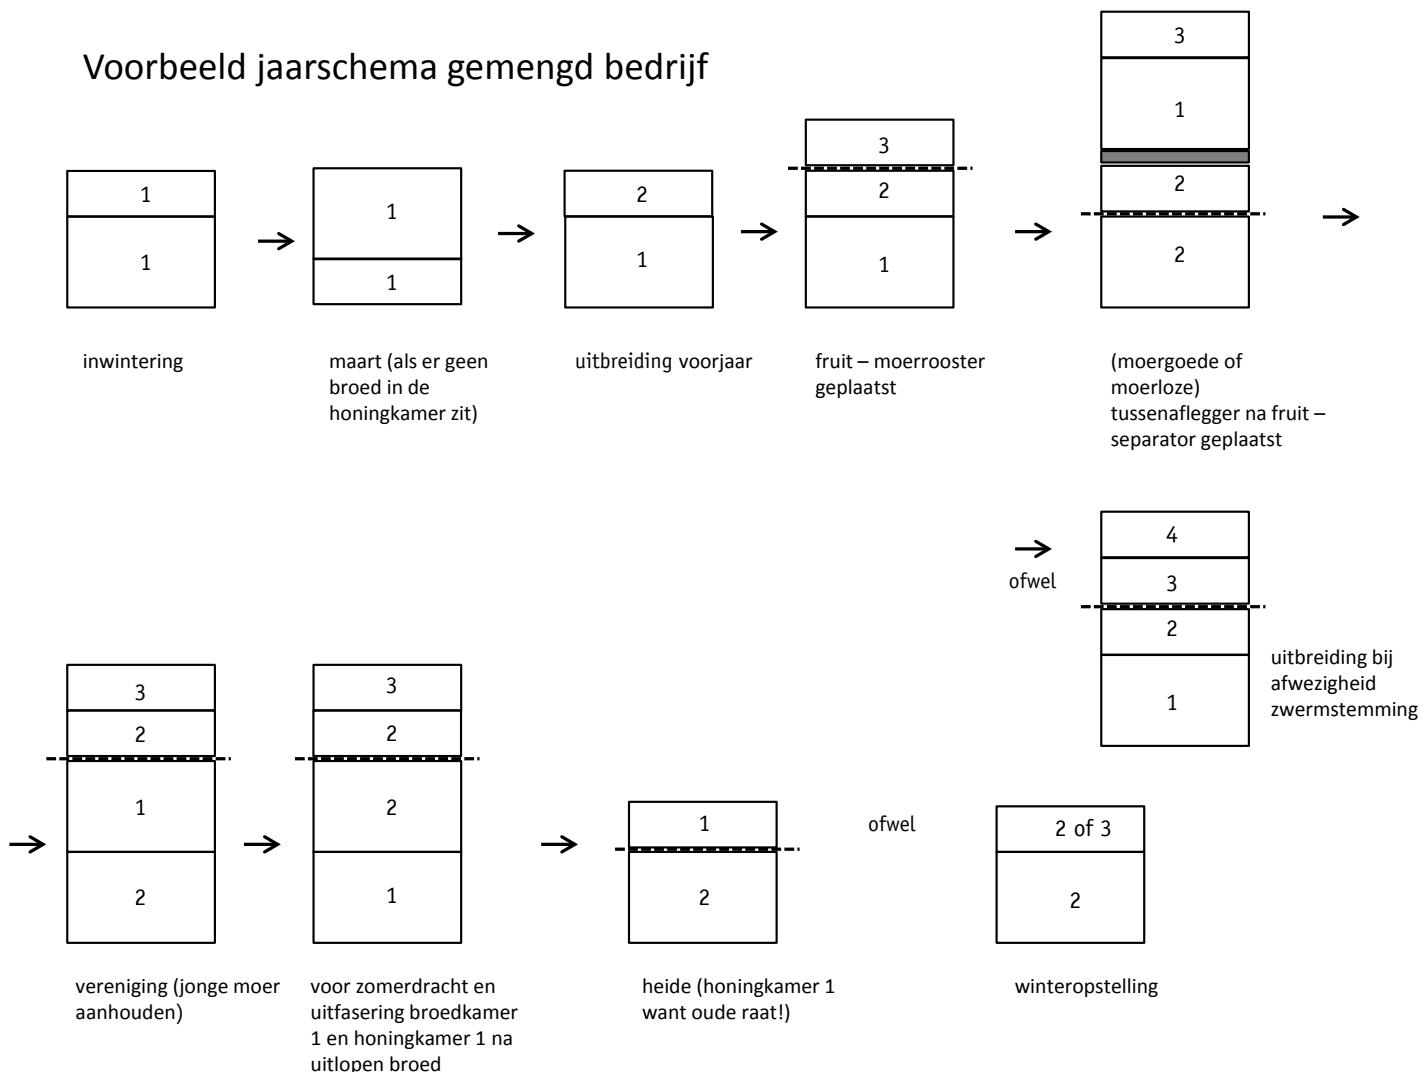 Voorbeeld jaarschema gemengd bedrijf
1
1
inwintering
1
1
maart (als er geen
broed in de
honingkamer zit)
2
1
uitbreiding voorjaar
3
2
1
fruit – moerrooster
geplaatst
3
1
2
2
(moergoede of
moerloze)
tussenaflegger na fruit –
separator geplaatst
ofwel
4
3
2
1
uitbreiding bij
afwezigheid
zwermstemming
3
2
1
2
vereniging (jonge moer
aanhouden)
3
2
2
1
voor zomerdracht en
uitfasering broedkamer
1 en honingkamer 1 na
uitlopen broed
1
2
heide (honingkamer 1
want oude raat!)
ofwel
2 of 3
2
winteropstelling